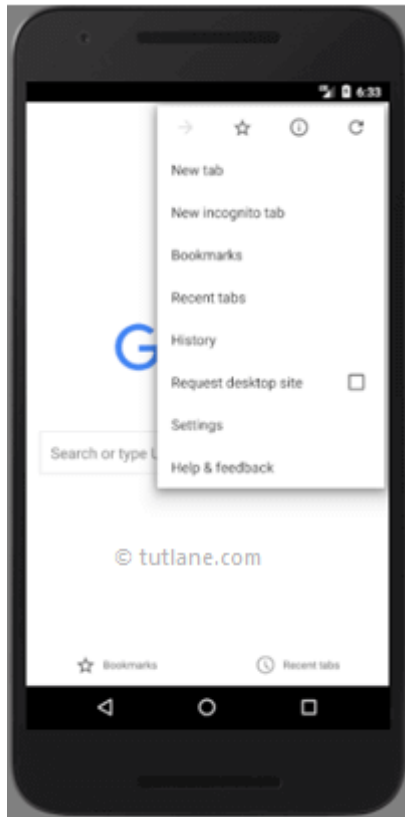 6:33
New tab
New incognito tab
Bookmarks
Recent tabs
History
G
Request desktop site
Search or type
Settings
Help & feedback
© tutlane.com
Bookmarks
Recent tabs